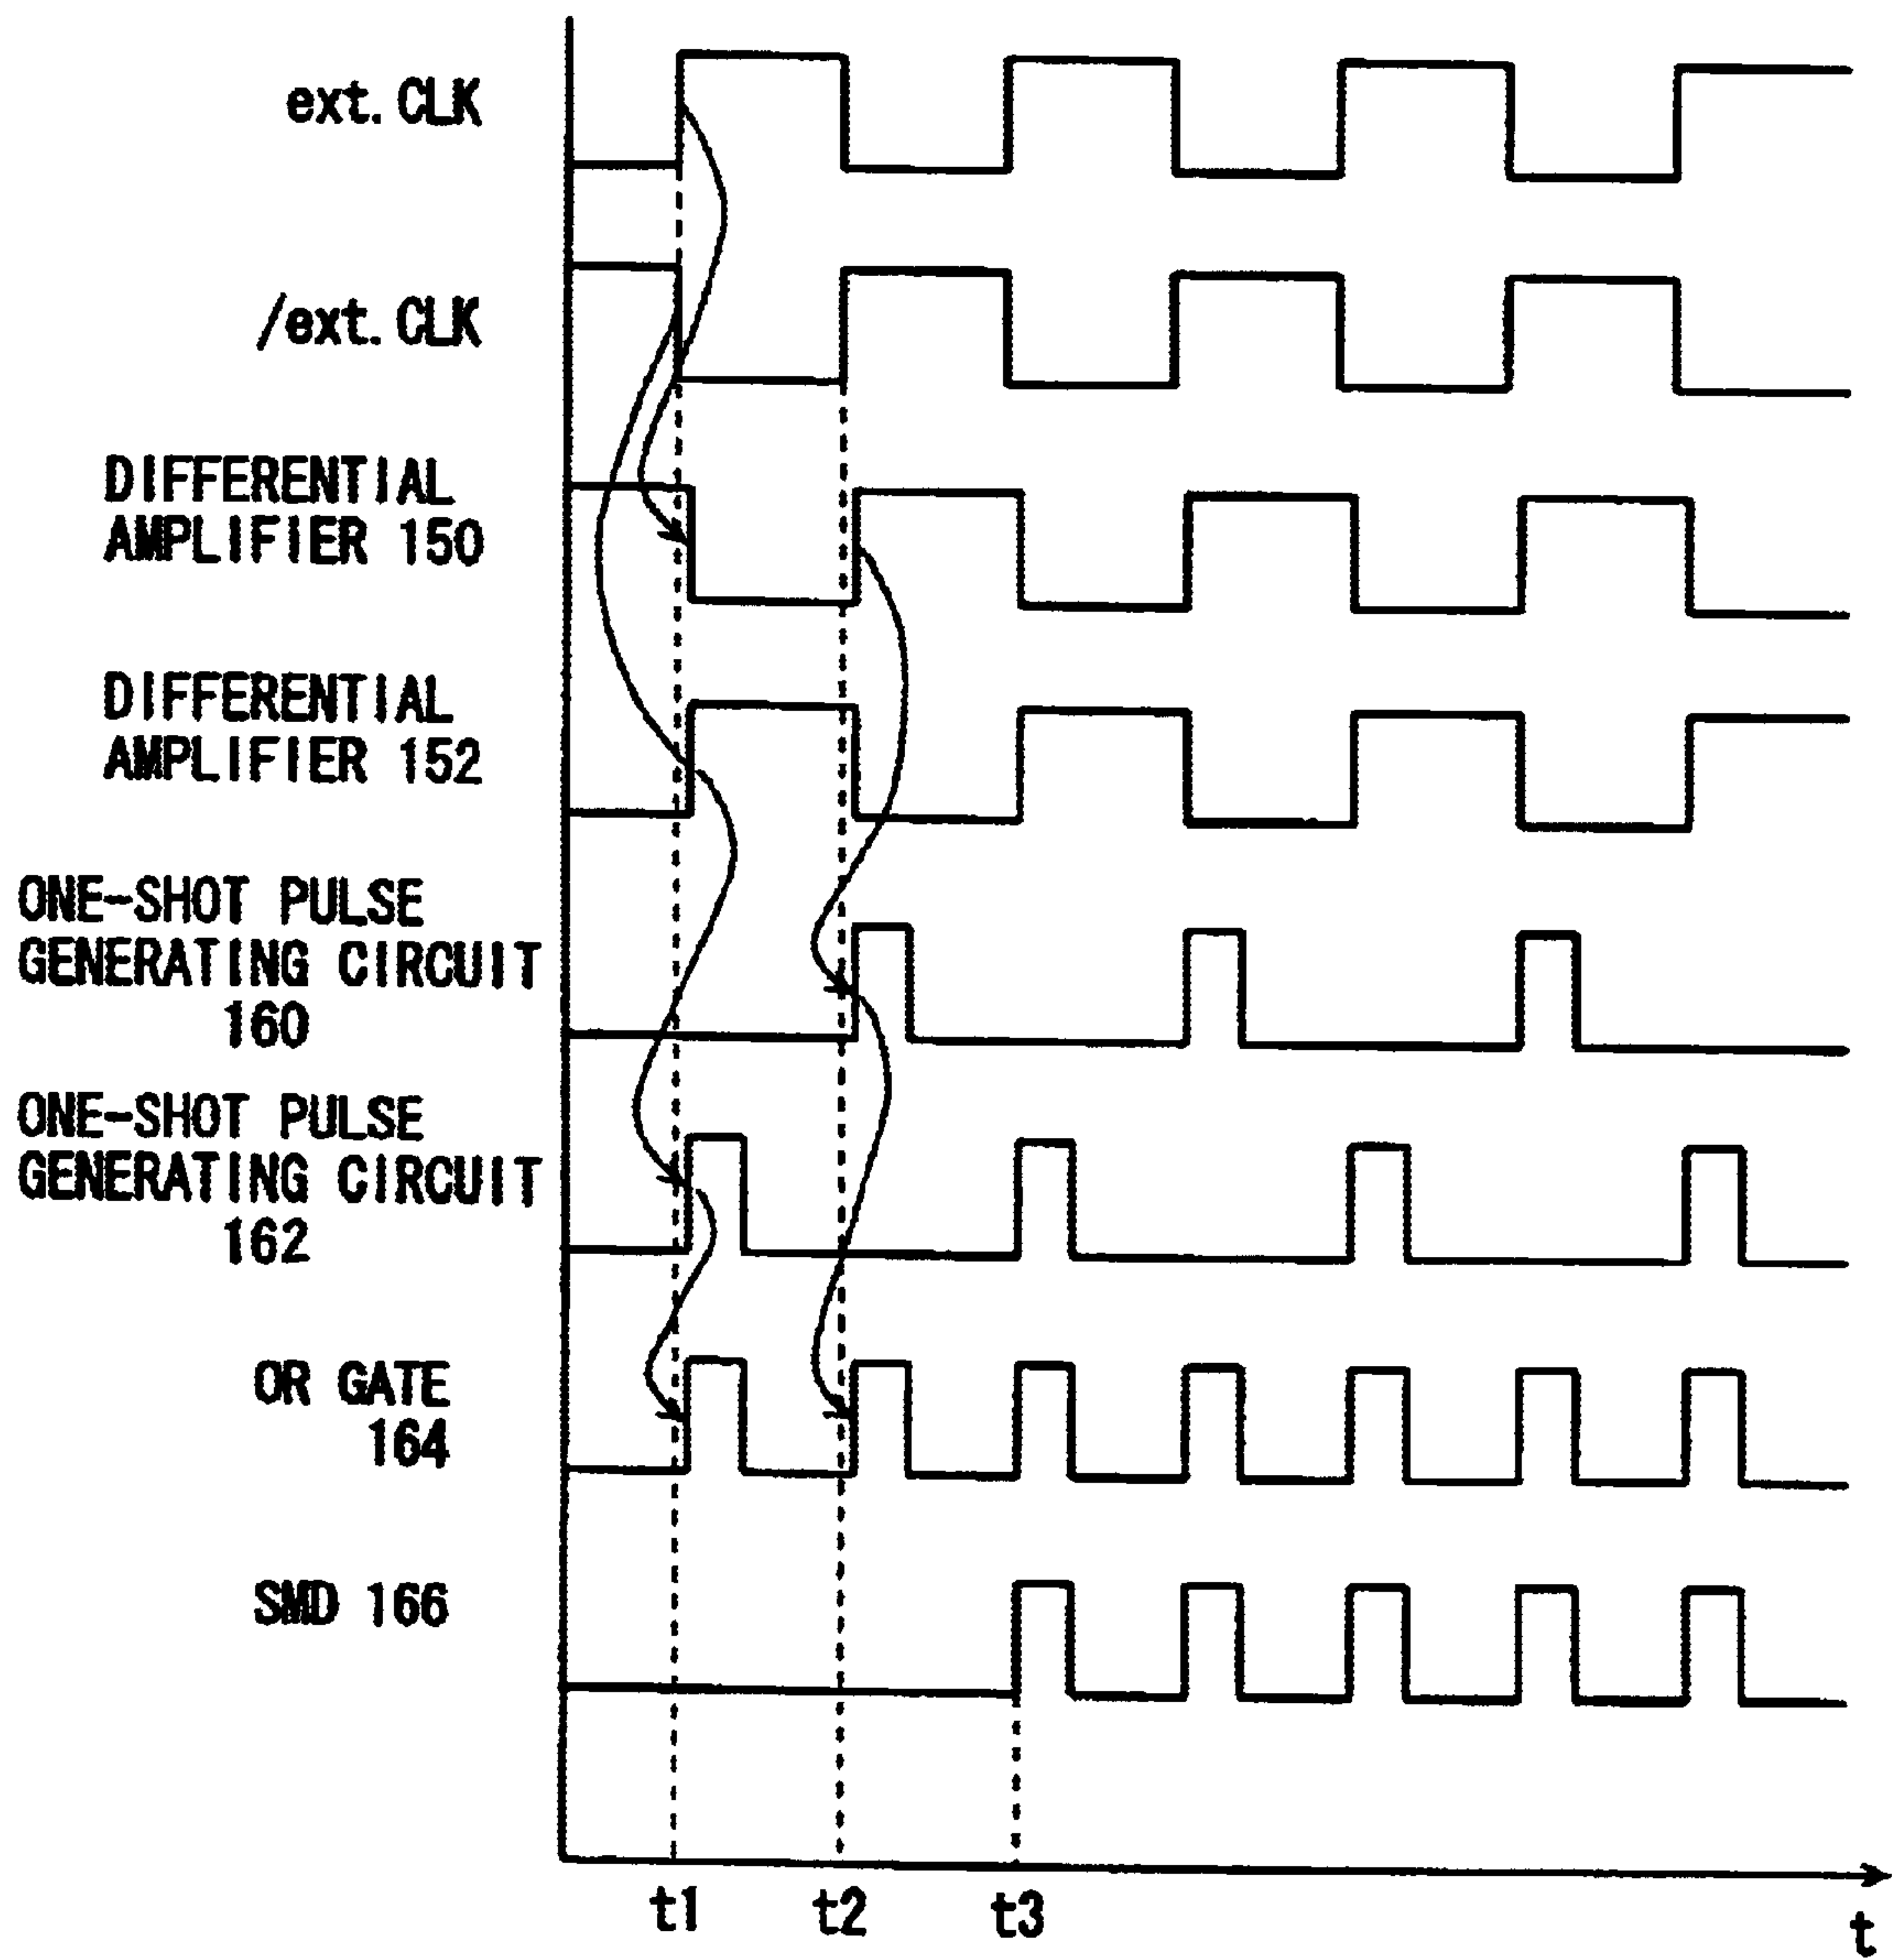 ext.CLK
/ext.CLK
DIFFERENTIAL
AMPLIFIER 150
DIFFERENTIAL
AMPLIFIER 152
ONE-SHOT PULSE
GENERATING CIRCUIT
160
ONE-SHOT PULSE
GENERATING CIRCUIT
162
OR GATE
164
SMD 166
t1 t2 t3
t